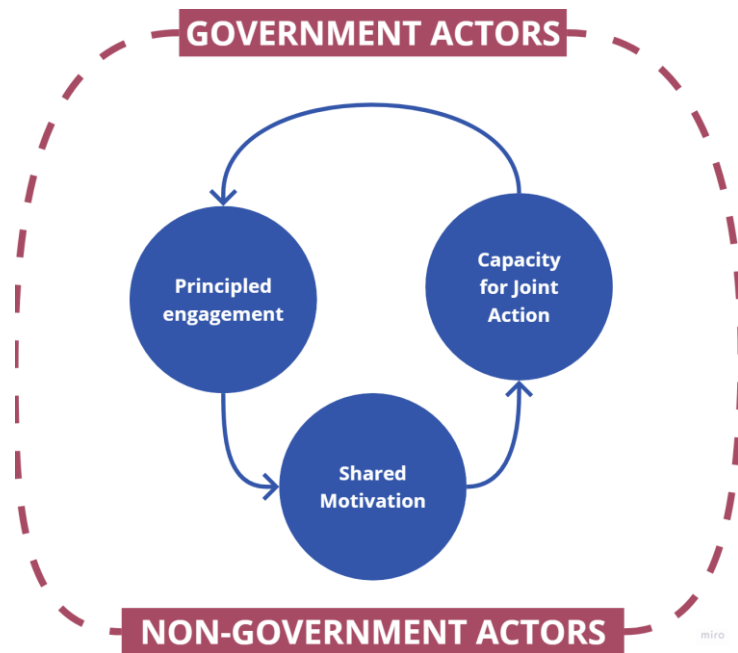 GOVERNMENT ACTORS
Principled
engagement
Capacity
for Joint
Action
Shared
Motivation
NON-GOVERNMENT ACTORS
miro